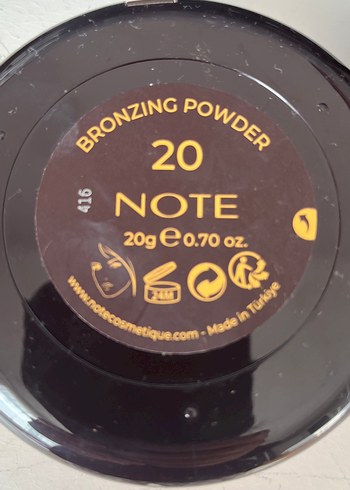 BRONZING POWDER
20
416
NOTE
20g ℮ 0.70 oz.
24M
www.notecosmetique.com - Made in Türkiye